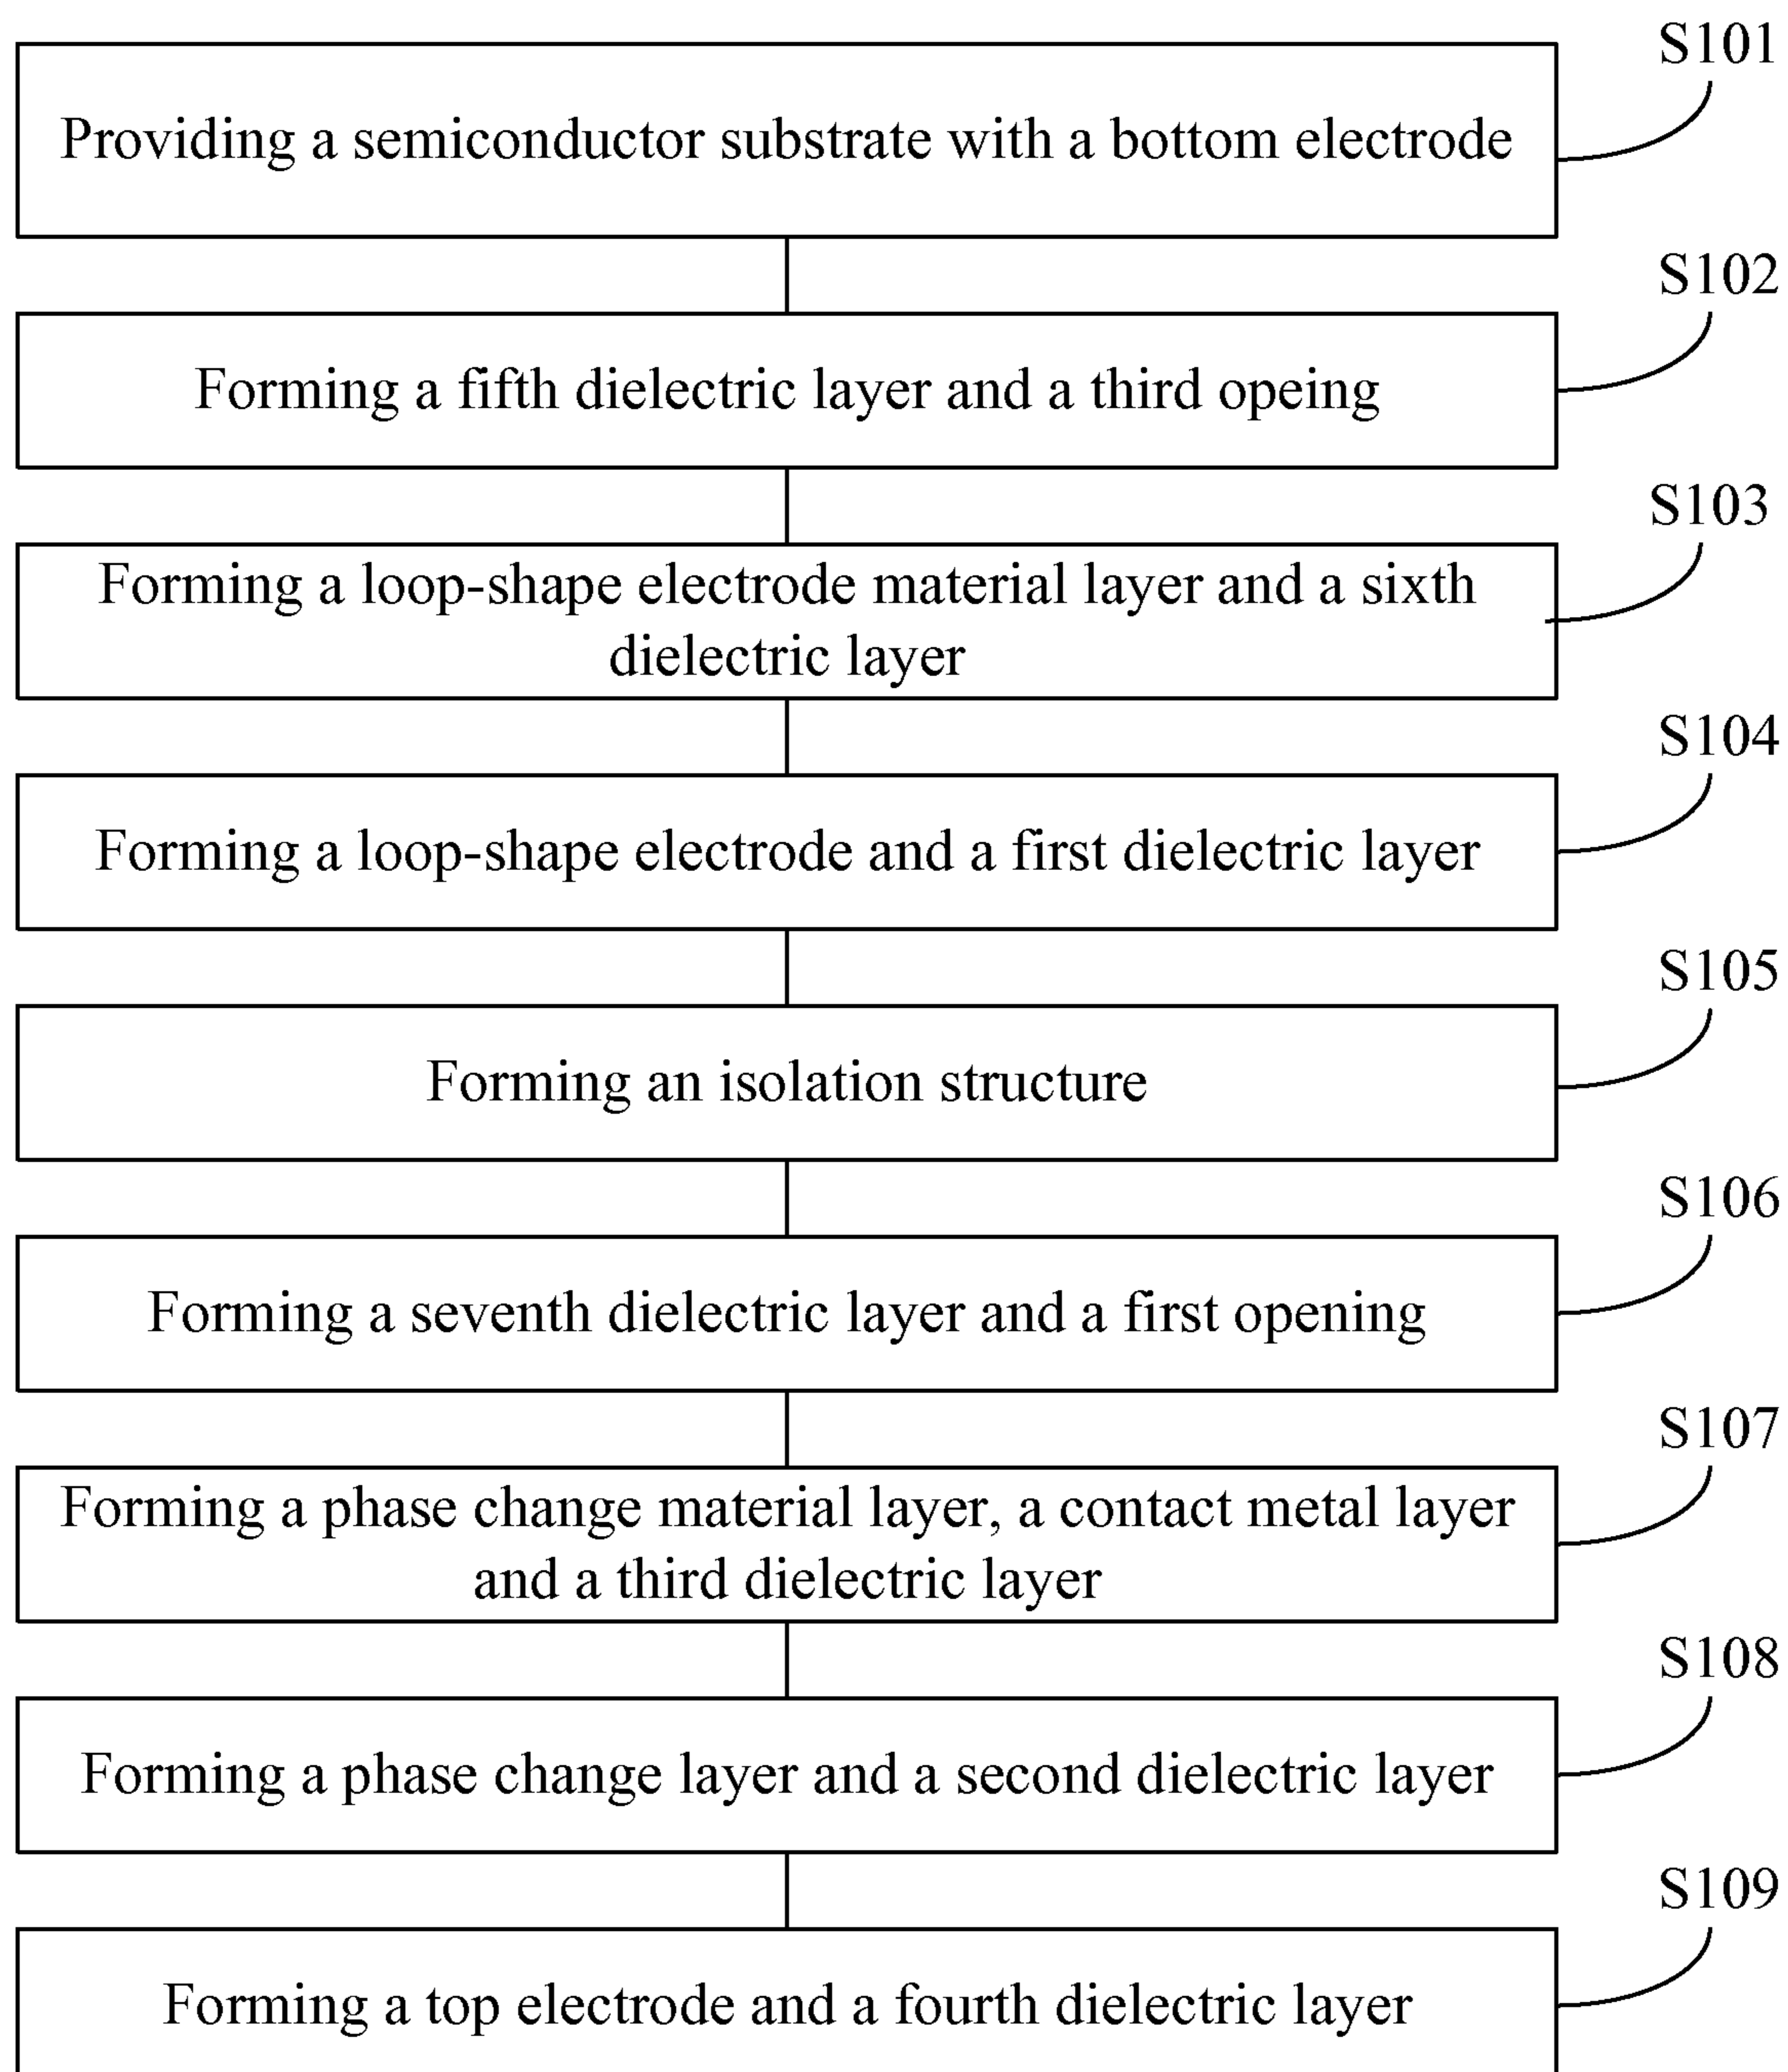 S101
Providing a semiconductor substrate with a bottom electrode
S102
Forming a fifth dielectric layer and a third opeing
S103
Forming a loop-shape electrode material layer and a sixth
dielectric layer
S104
Forming a loop-shape electrode and a first dielectric layer
S105
Forming an isolation structure
S106
Forming a seventh dielectric layer and a first opening
S107
Forming a phase change material layer, a contact metal layer
and a third dielectric layer
S108
Forming a phase change layer and a second dielectric layer
S109
Forming a top electrode and a fourth dielectric layer